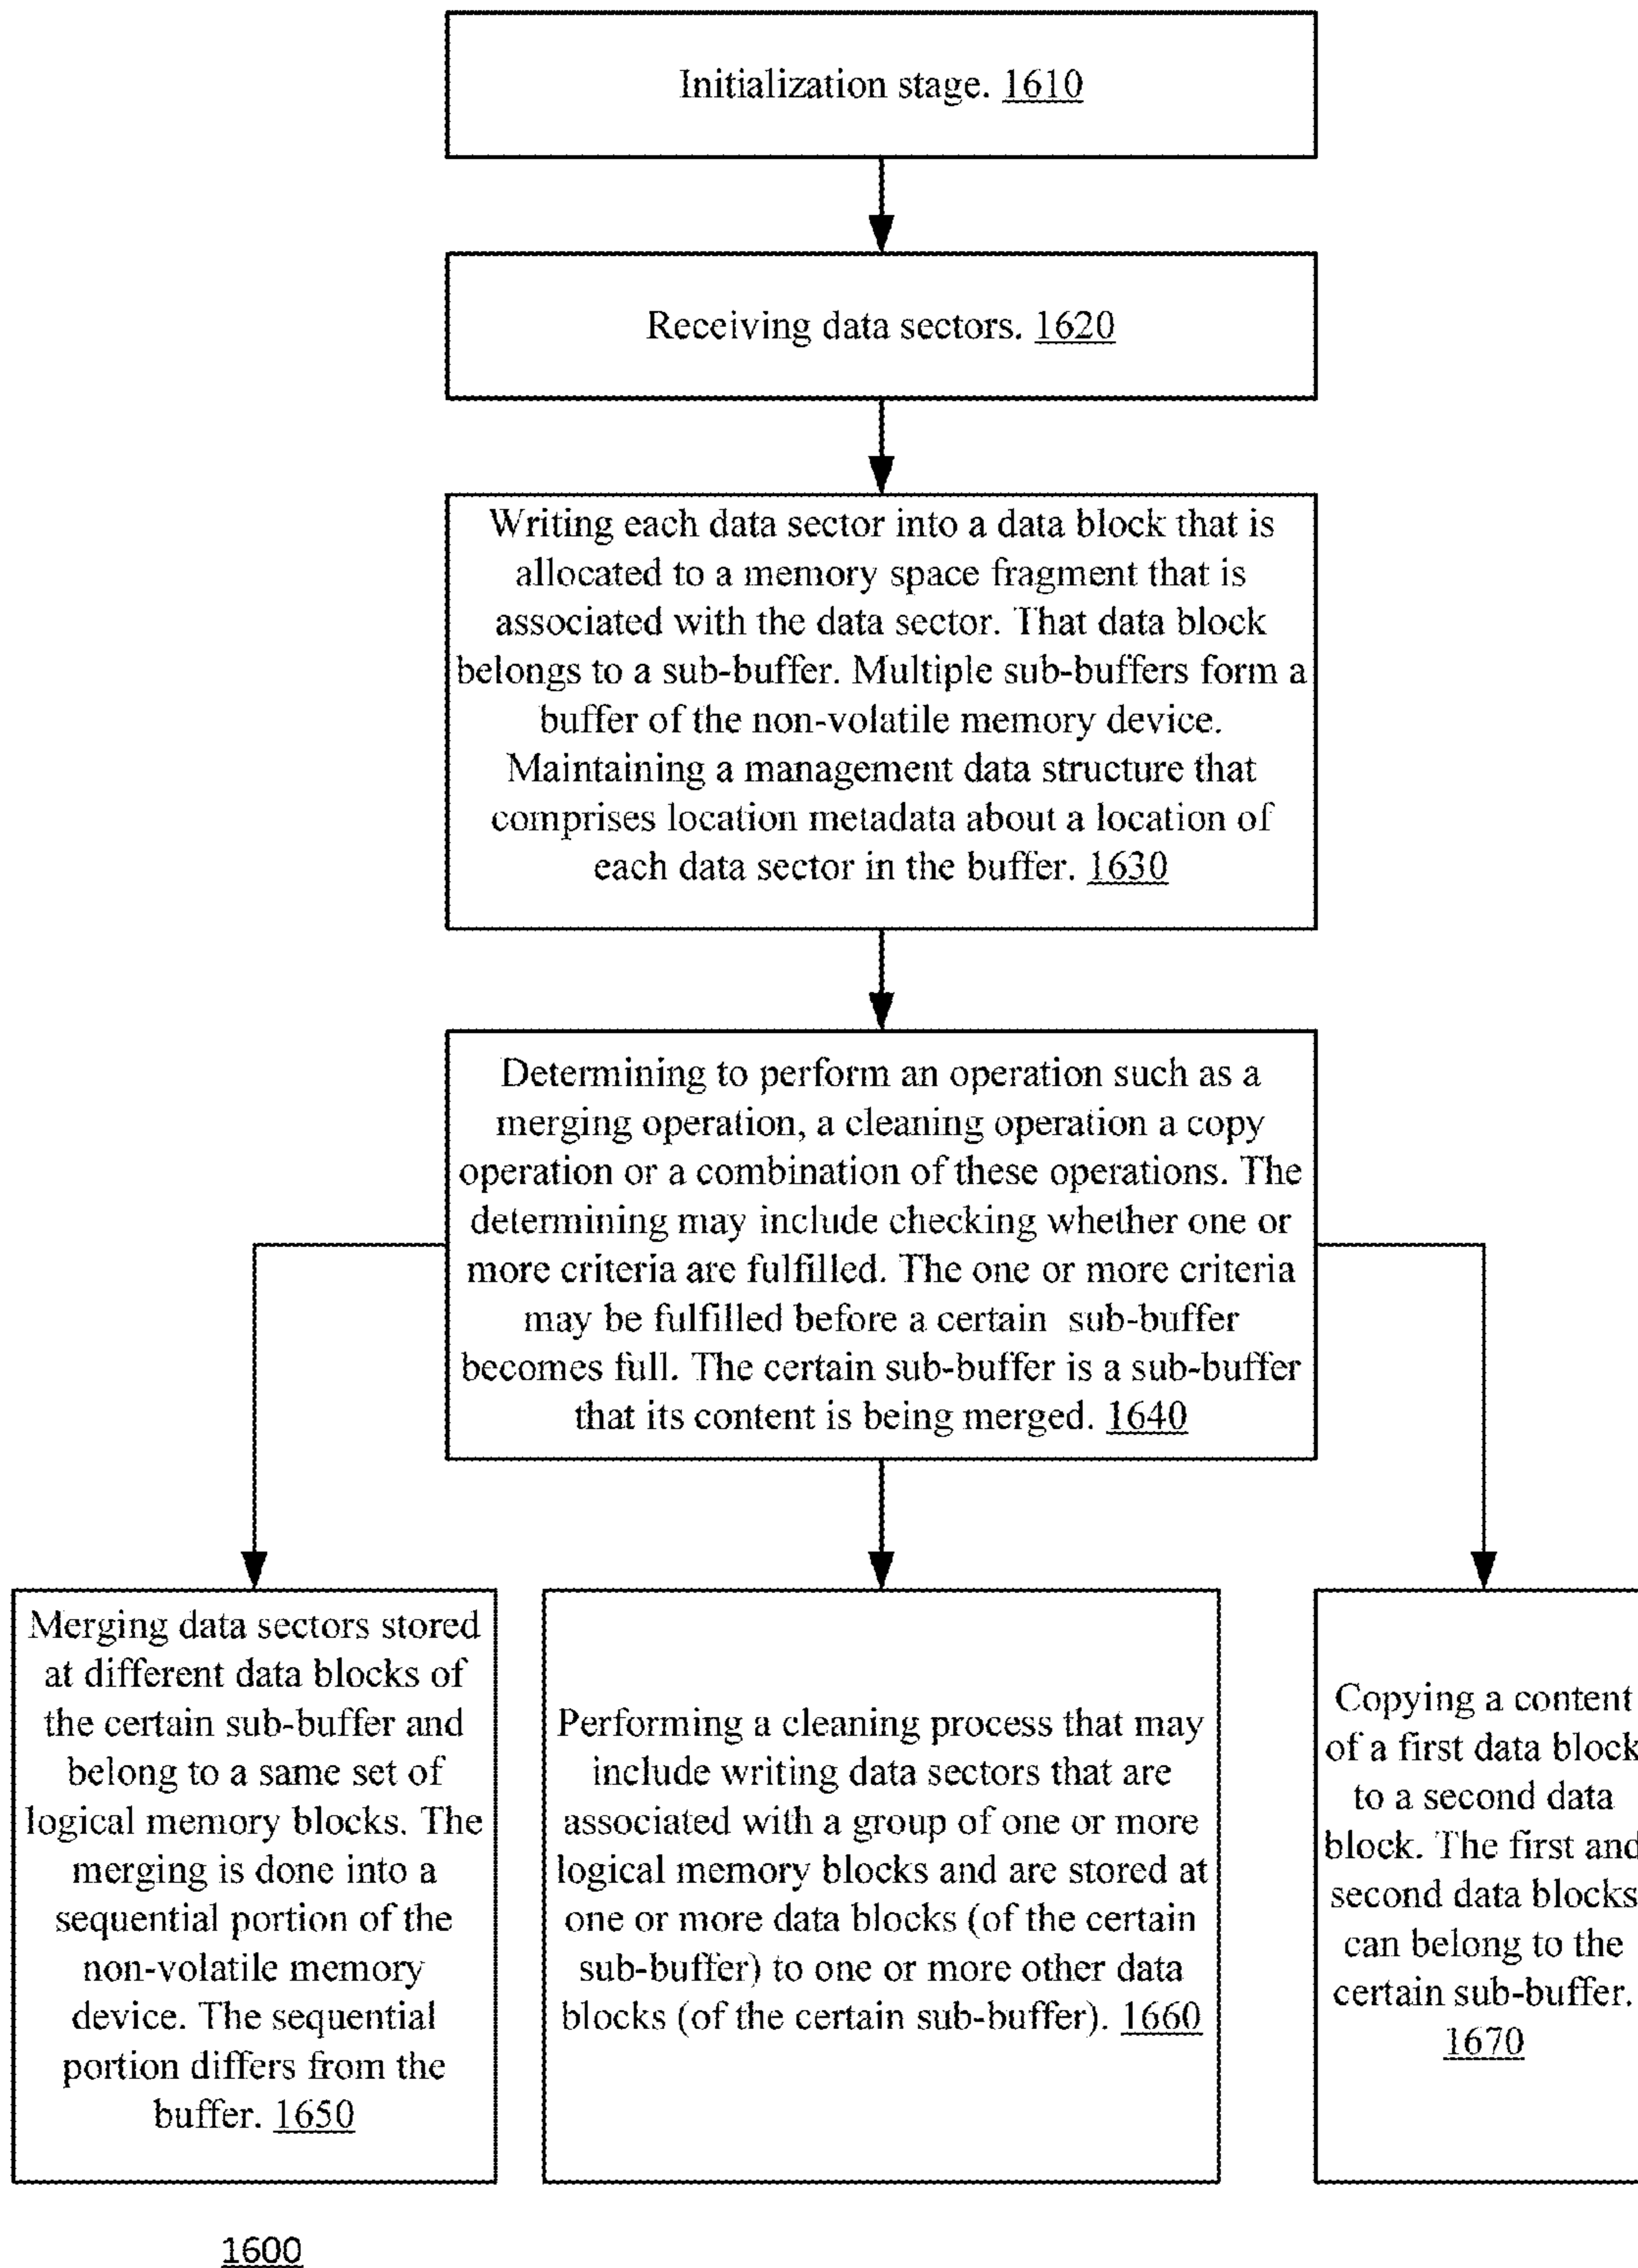 Initialization stage. 1610
Receiving data sectors. 1620
Writing each data sector into a data block that is
allocated to a memory space fragment that is
associated with the data sector. That data block
belongs to a sub-buffer. Multiple sub-buffers form a
buffer of the non-volatile memory device.
Maintaining a management data structure that
comprises location metadata about a location of
each data sector in the buffer. 1630
Determining to perform an operation such as a
merging operation, a cleaning operation a copy
operation or a combination of these operations. The
determining may include checking whether one or
more criteria are fulfilled. The one or more criteria
may be fulfilled before a certain sub-buffer
becomes full. The certain sub-buffer is a sub-buffer
that its content is being merged. 1640
Merging data sectors stored
at different data blocks of
the certain sub-buffer and
belong to a same set of
logical memory blocks. The
merging is done into a
sequential portion of the
non-volatile memory
device. The sequential
portion differs from the
buffer. 1650
Performing a cleaning process that may
include writing data sectors that are
associated with a group of one or more
logical memory blocks and are stored at
one or more data blocks (of the certain
sub-buffer) to one or more other data
blocks (of the certain sub-buffer). 1660
Copying a content
of a first data block
to a second data
block. The first and
second data blocks
can belong to the
certain sub-buffer.
1670
1600